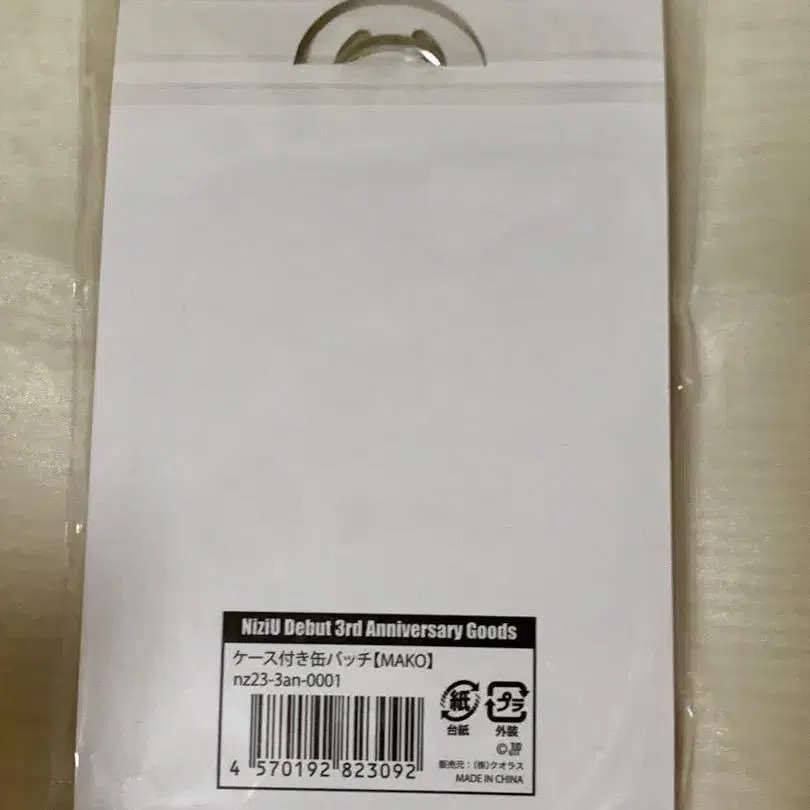 NiziU Debut 3rd Anniversary Goods
ケース付き缶バッチ【MAKO】
nz23-3an-0001
紙 プラ
台紙 外装
4 570192 823092
販売元：（株）クオラス
MADE IN CHINA